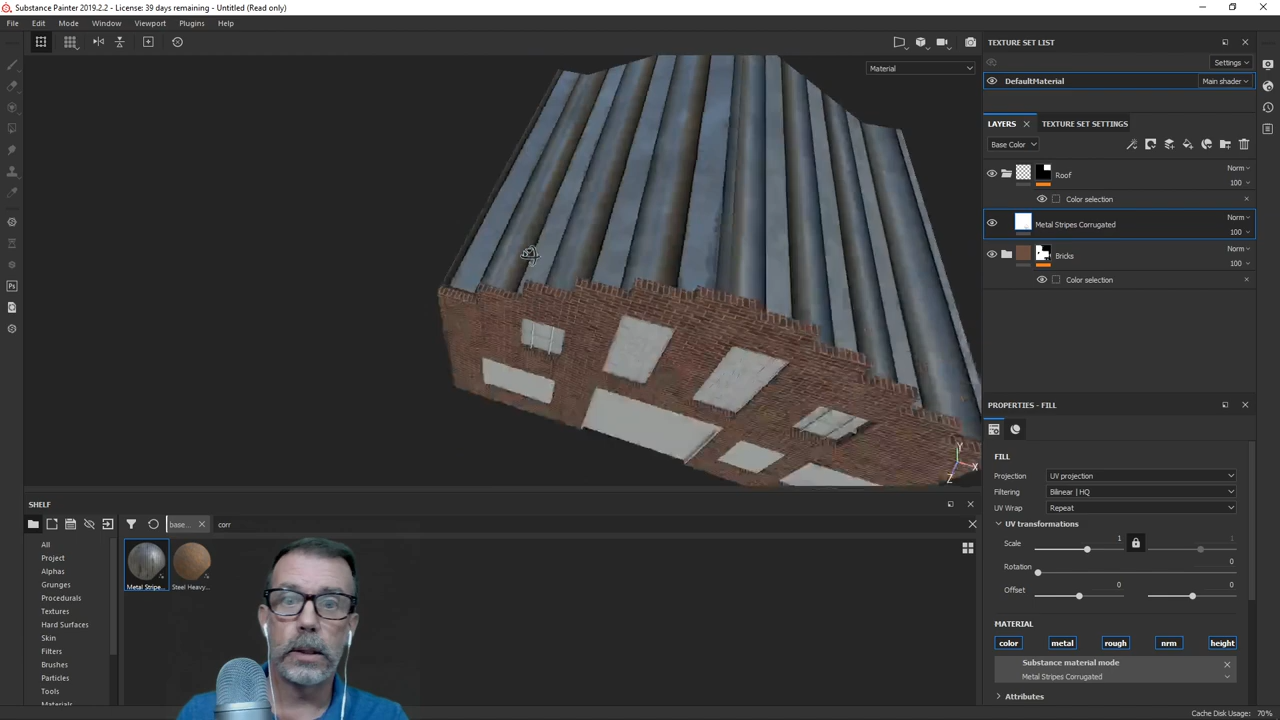 Substance Painter 2019.2.2 - License: 39 days remaining - Untitled (Read only)
File Edit Mode Window Viewport Plugins Help
Material
TEXTURE SET LIST
Settings
DefaultMaterial
Main shader
LAYERS
TEXTURE SET SETTINGS
Base Color
Roof
Norm
100
Color selection
Metal Stripes Corrugated
Norm
100
Bricks
Norm
100
Color selection
PROPERTIES - FILL
FILL
Projection
UV projection
Filtering
Bilinear | HQ
UV Wrap
Repeat
UV transformations
Scale
1
1
Rotation
0
Offset
0
0
MATERIAL
color
metal
rough
nrm
height
Substance material mode
Metal Stripes Corrugated
Attributes
Y
X
Z
Ps
SHELF
base...
corr
All
Project
Alphas
Grunges
Procedurals
Textures
Hard Surfaces
Skin
Filters
Brushes
Particles
Tools
Materials
Metal Stripe...
Steel Heavy...
Cache Disk Usage: 70%